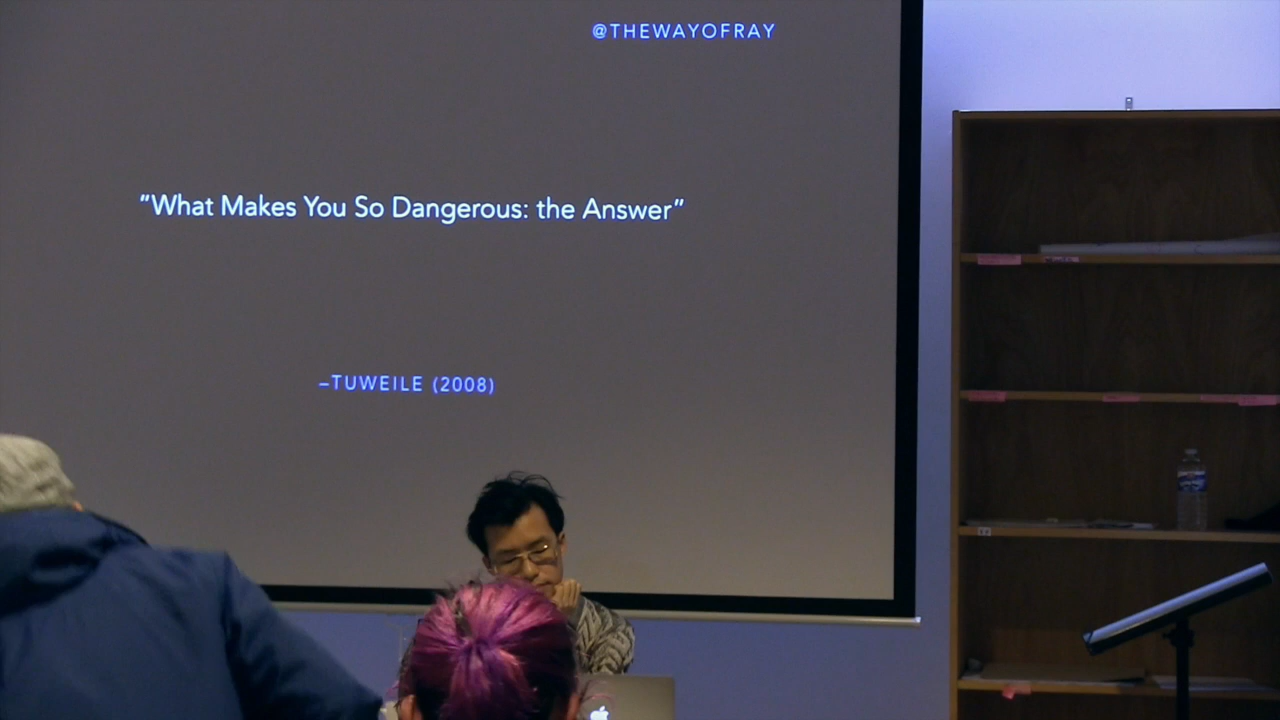 @THEWAYOFRAY
"What Makes You So Dangerous: the Answer"
–TUWEILE (2008)